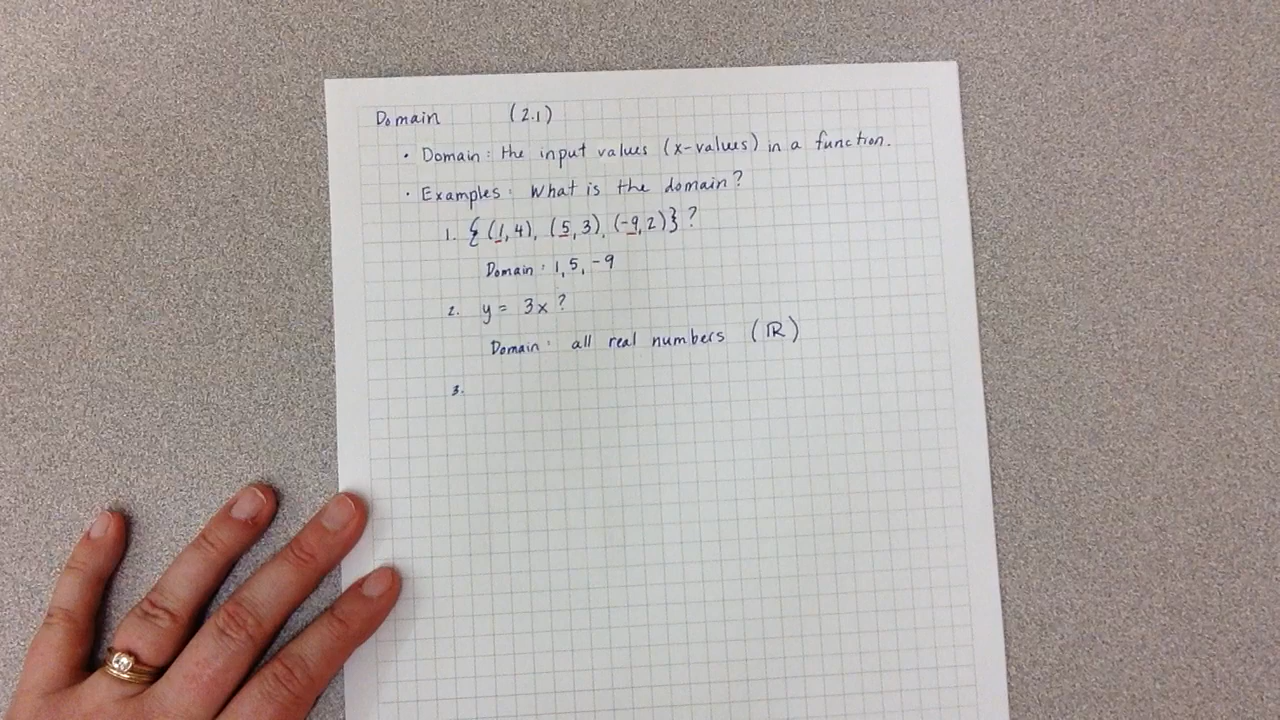 Domain (2.1)
• Domain: the input values (x-values) in a function.
• Examples: What is the domain?
1. {(1,4), (5,3), (-9,2)}?
Domain: 1, 5, -9
2. y = 3x?
Domain: all real numbers (ℝ)
3.